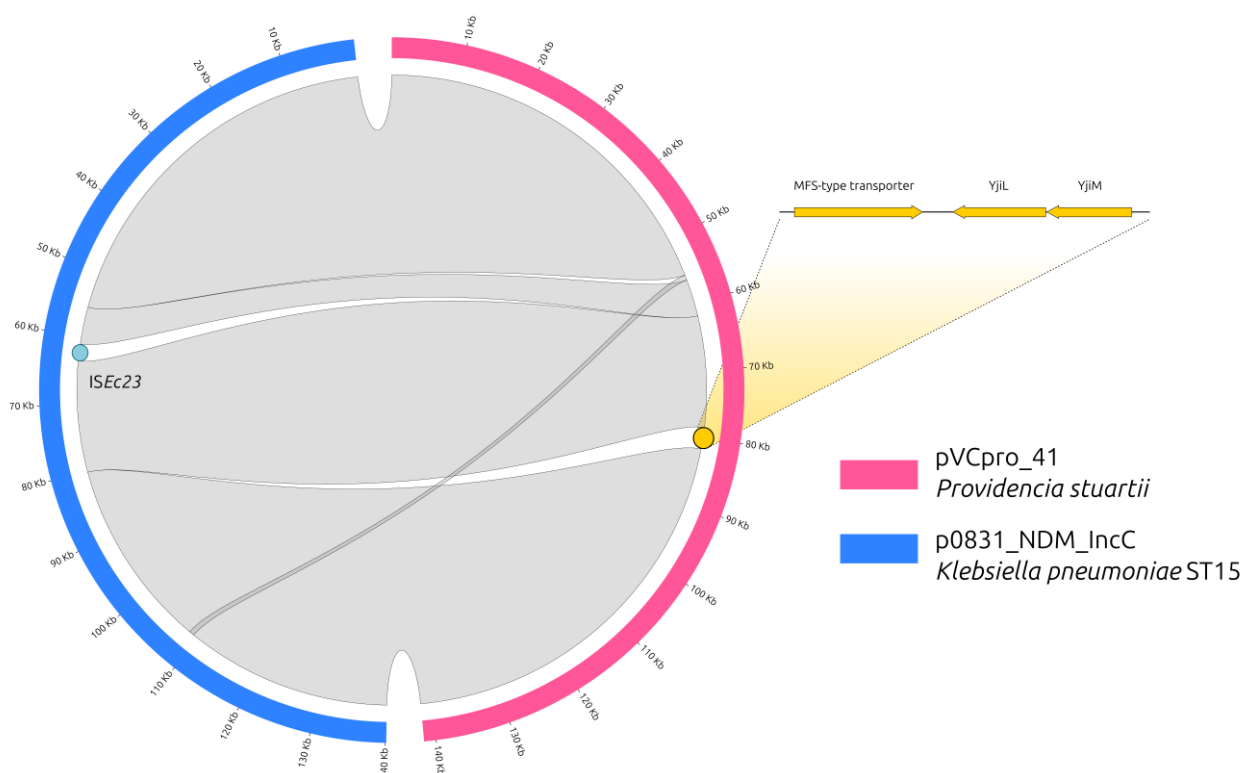 10 Kb
20 Kb
30 Kb
40 Kb
50 Kb
60 Kb
70 Kb
80 Kb
90 Kb
100 Kb
110 Kb
120 Kb
130 Kb
40 Kb
ISEc23
10 Kb
20 Kb
30 Kb
40 Kb
50 Kb
60 Kb
70 Kb
80 Kb
90 Kb
100 Kb
110 Kb
120 Kb
130 Kb
140 Kb
MFS-type transporter YjiL YjiM
pVCpro_41
Providencia stuartii
p0831_NDM_IncC
Klebsiella pneumoniae ST15